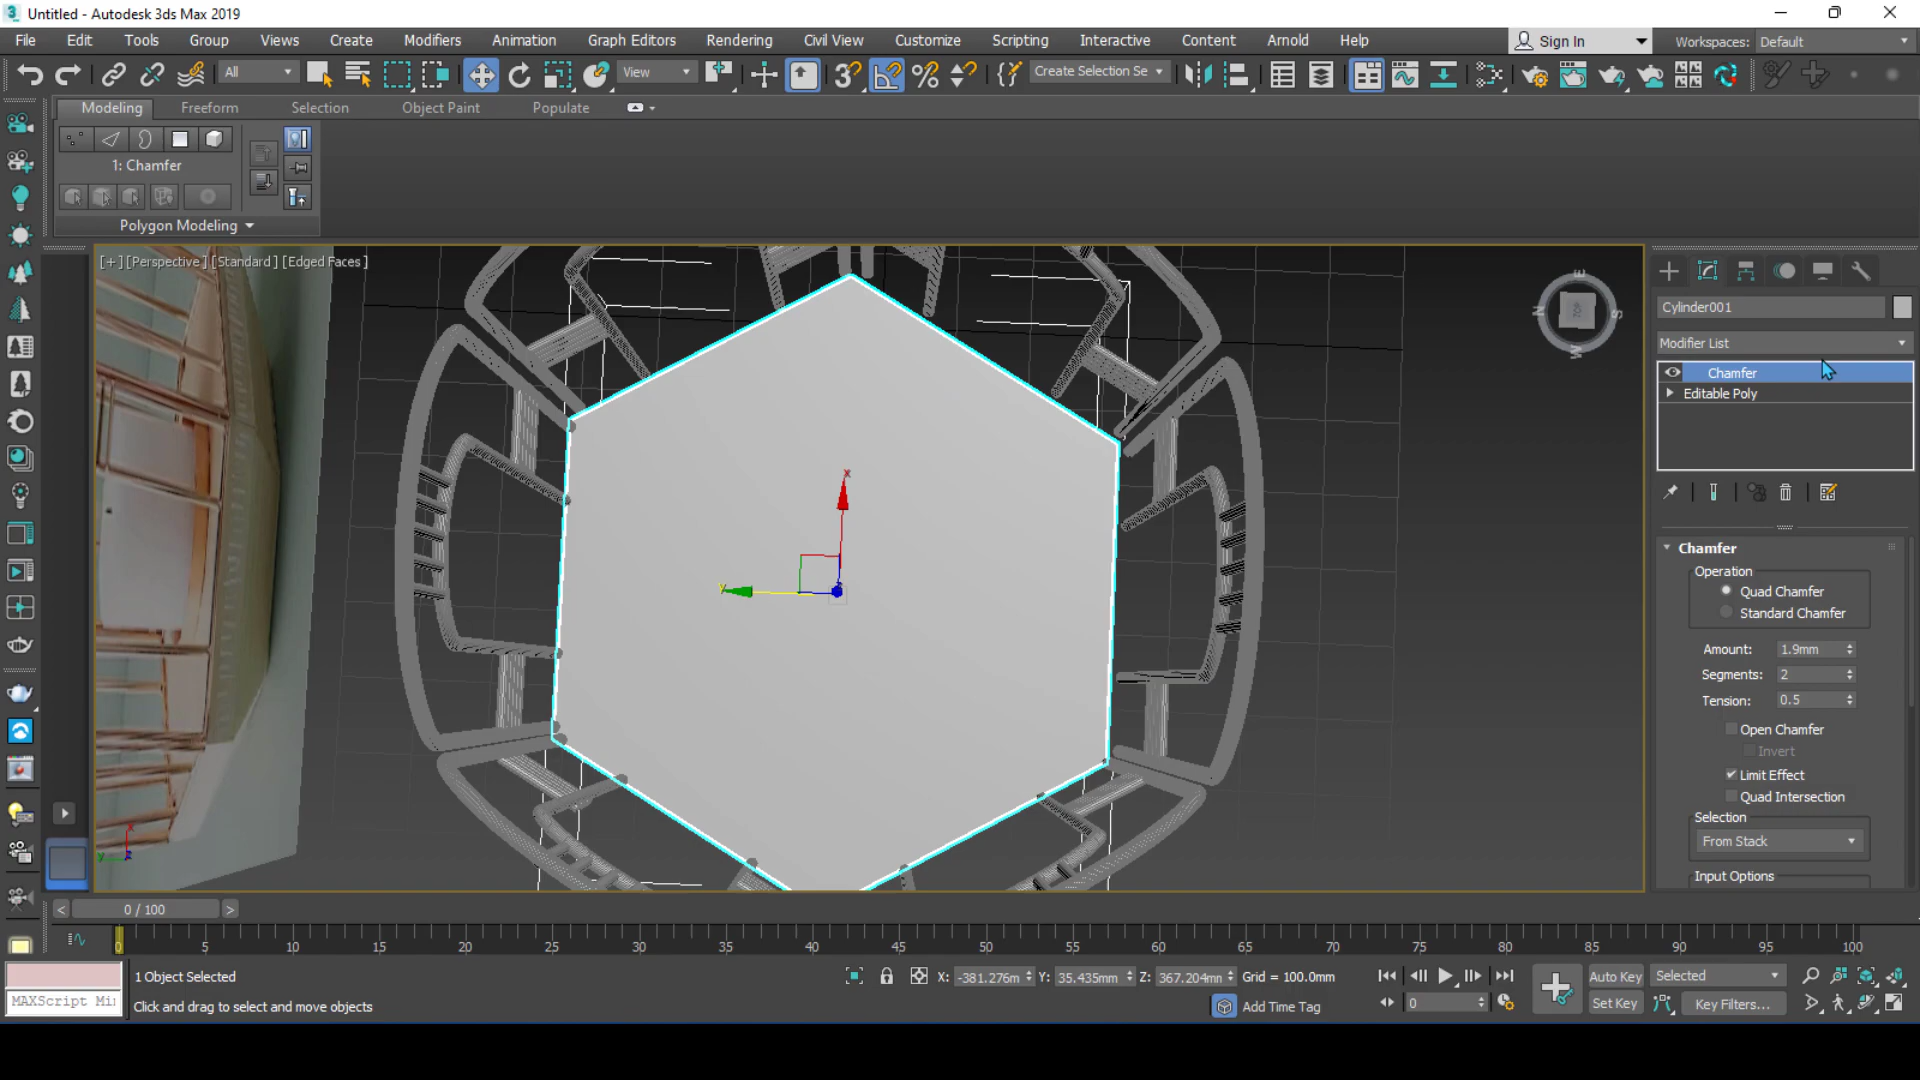 Untitled - Autodesk 3ds Max 2019
File Edit Tools Group Views Create Modifiers Animation Graph Editors Rendering Civil View Customize Scripting Interactive Content Arnold Help
Sign In
Workspaces: Default
All
View
Create Selection Se
Modeling Freeform Selection Object Paint Populate
1: Chamfer
Polygon Modeling
[+] [Perspective] [Standard] [Edged Faces]
Cylinder001
Modifier List
Chamfer
Editable Poly
Chamfer
Operation
Quad Chamfer
Standard Chamfer
Amount: 1.9mm
Segments: 2
Tension: 0.5
Open Chamfer
Invert
Limit Effect
Quad Intersection
Selection
From Stack
Input Options
TOP
E
N
S
W
x
y
x
y
z
< 0 / 100 >
0 5 10 15 20 25 30 35 40 45 50 55 60 65 70 75 80 85 90 95 100
1 Object Selected
X: -381.276m Y: 35.435mm Z: 367.204mm Grid = 100.0mm
Auto Key Selected
MAXScript Mi
Click and drag to select and move objects
Add Time Tag
0
Set Key Key Filters...